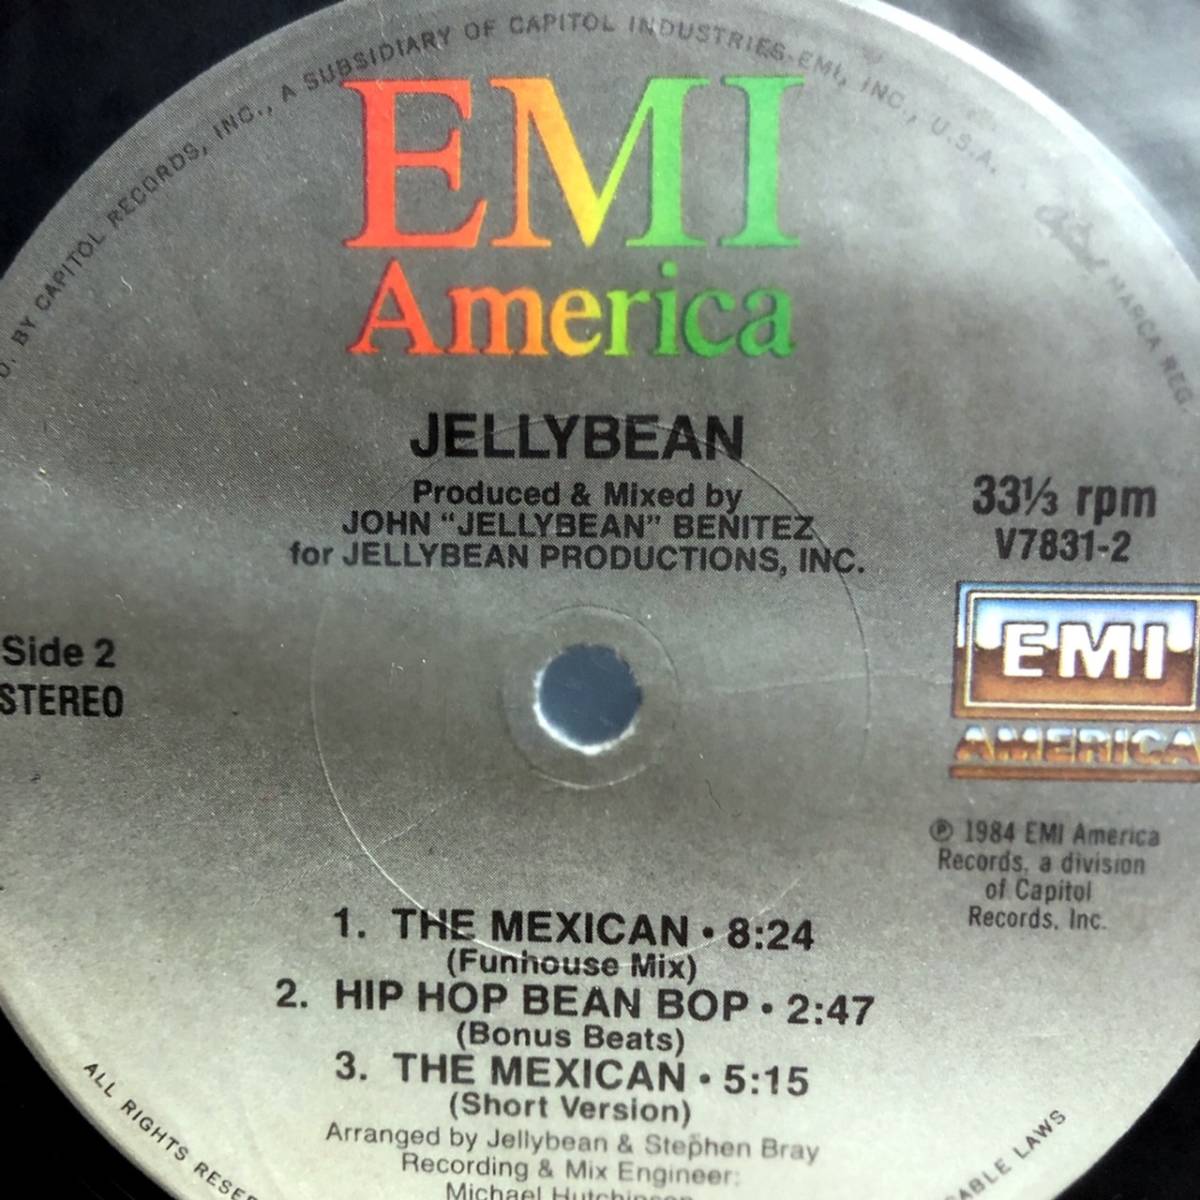 D. BY CAPITOL RECORDS, INC., A SUBSIDIARY OF CAPITOL INDUSTRIES-EMI, INC., U.S.A.
MARCA REG.
EMI
America
JELLYBEAN
Produced & Mixed by
JOHN “JELLYBEAN” BENITEZ
for JELLYBEAN PRODUCTIONS, INC.
33⅓ rpm
V7831-2
Side 2
STEREO
EMI
AMERICA
℗ 1984 EMI America
Records, a division
of Capitol
Records, Inc.
1. THE MEXICAN • 8:24
(Funhouse Mix)
2. HIP HOP BEAN BOP • 2:47
(Bonus Beats)
3. THE MEXICAN • 5:15
(Short Version)
Arranged by Jellybean & Stephen Bray
Recording & Mix Engineer:
Michael Hutchinson
ALL RIGHTS RESER
CABLE LAWS